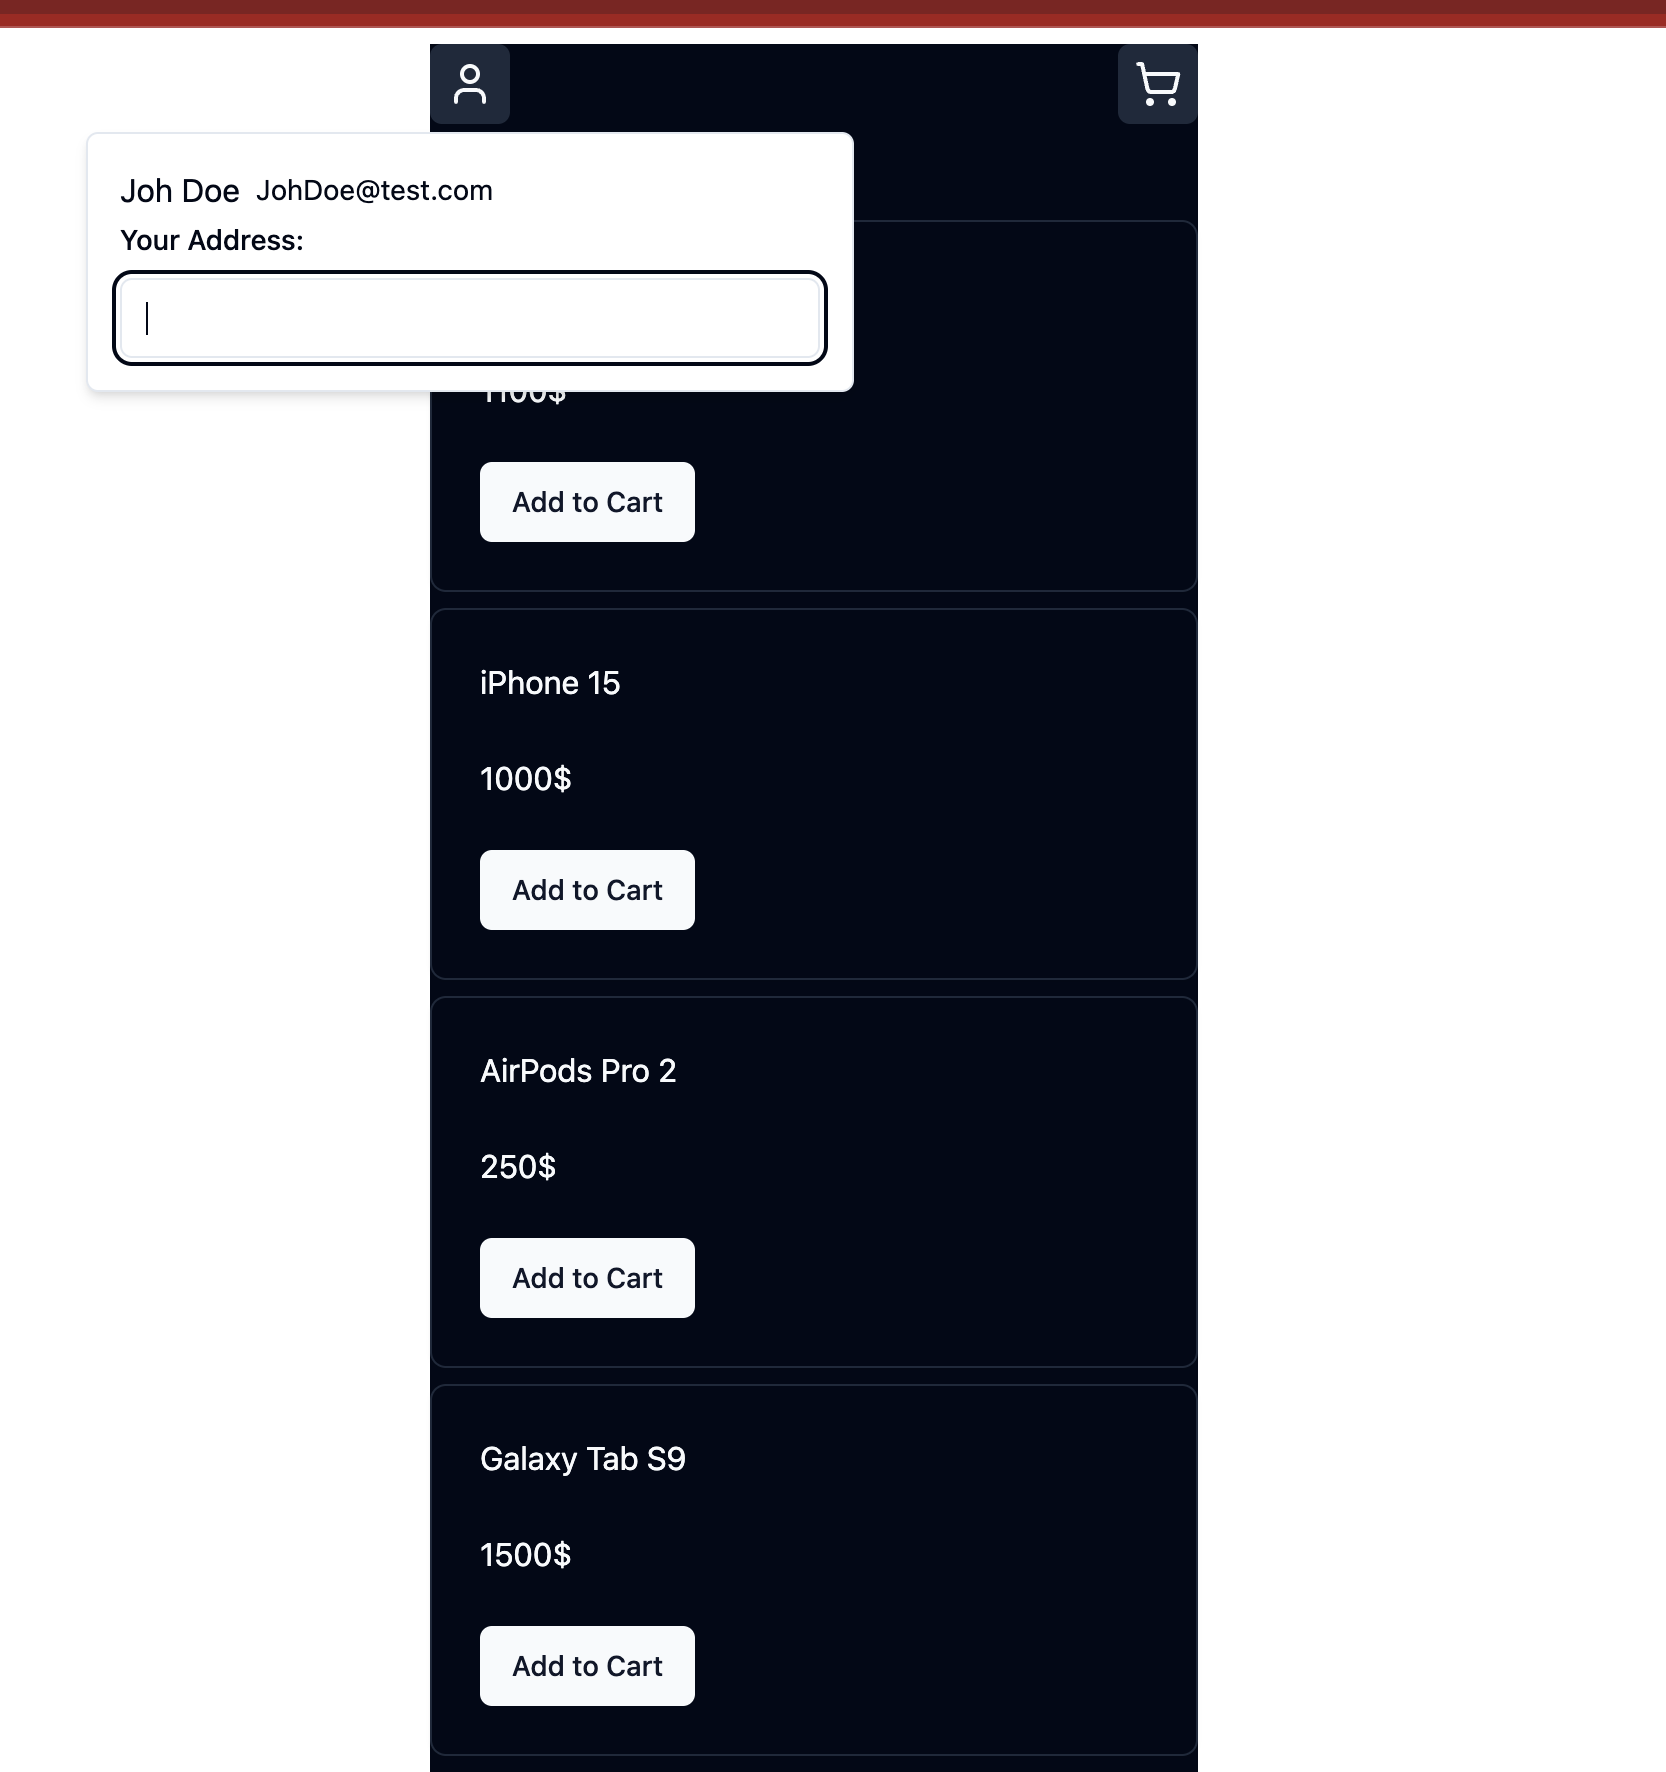 Joh Doe JohDoe@test.com
Your Address:
1100$
Add to Cart
iPhone 15
1000$
Add to Cart
AirPods Pro 2
250$
Add to Cart
Galaxy Tab S9
1500$
Add to Cart